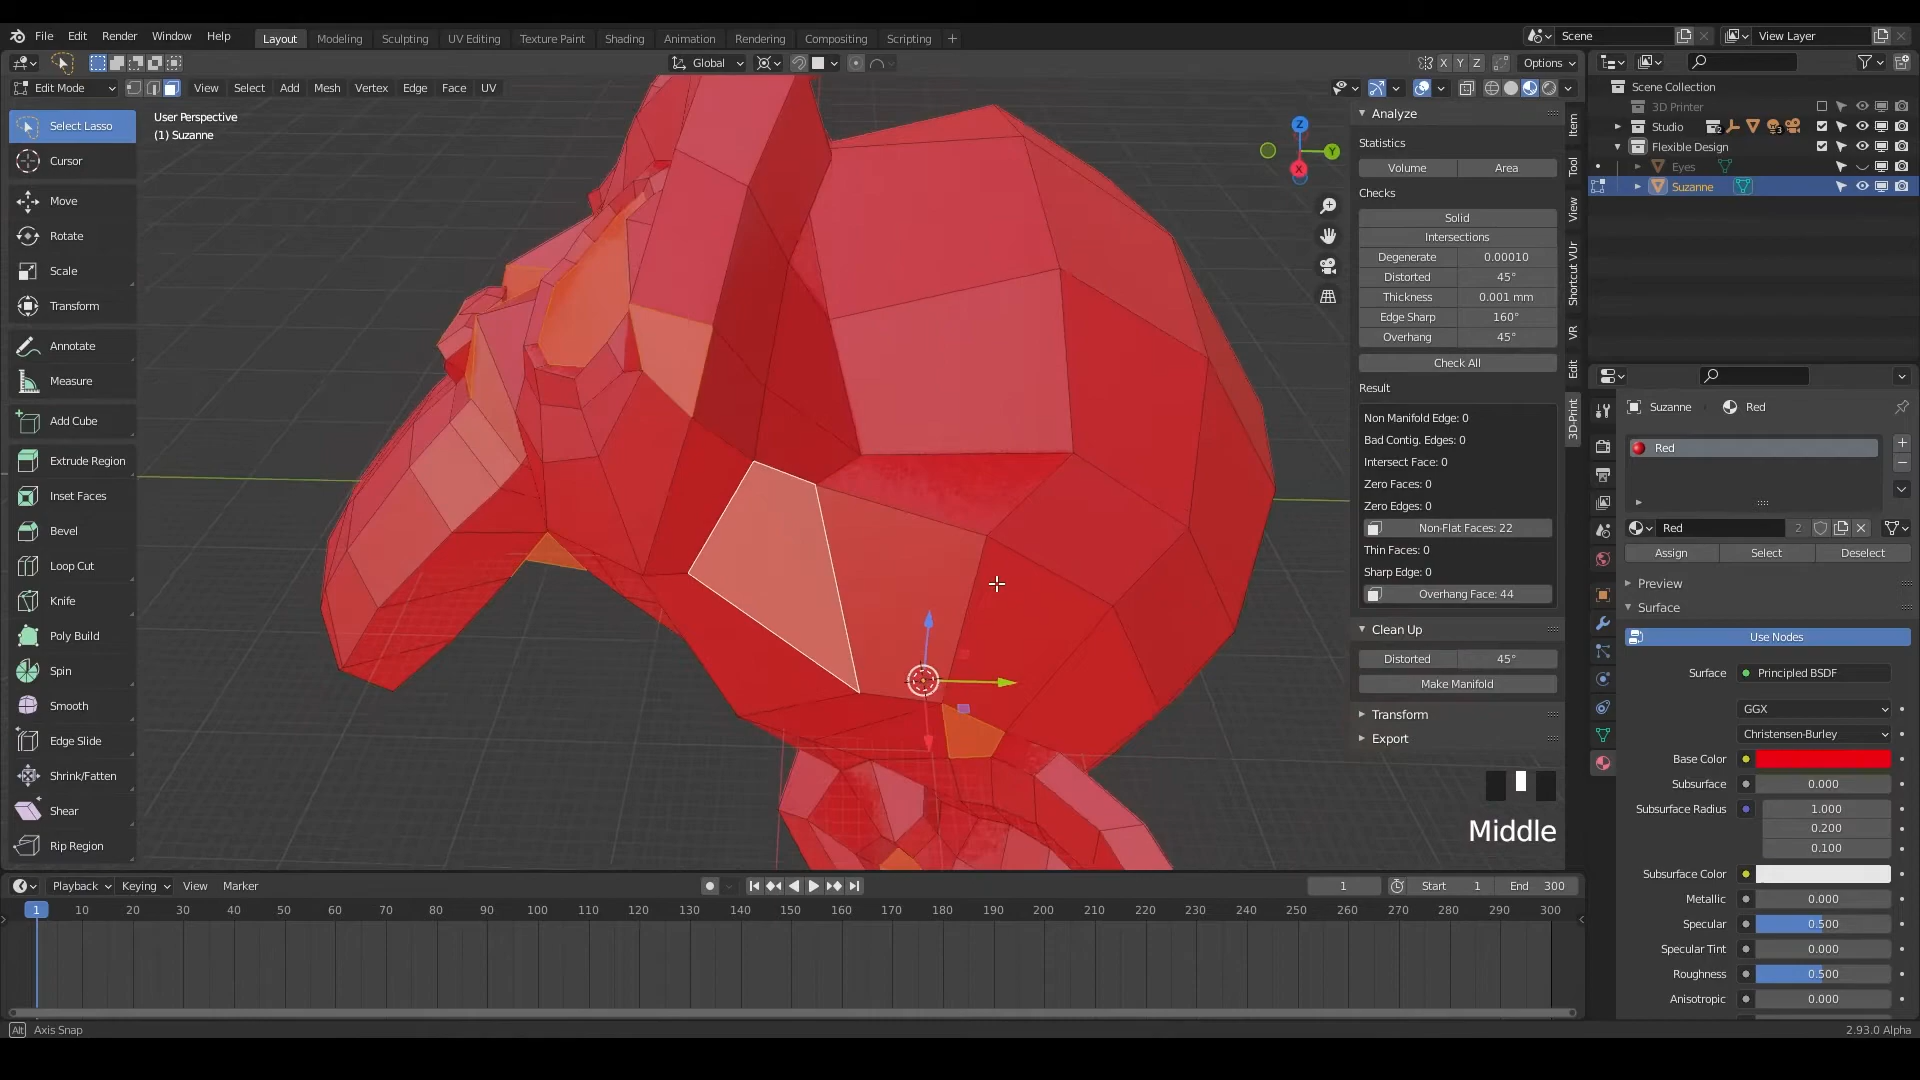 File Edit Render Window Help Layout Modeling Sculpting UV Editing Texture Paint Shading Animation Rendering Compositing Scripting + Scene View Layer
Global X Y Z Options
Edit Mode View Select Add Mesh Vertex Edge Face UV
User Perspective
(1) Suzanne
Select Lasso
Cursor
Move
Rotate
Scale
Transform
Annotate
Measure
Add Cube
Extrude Region
Inset Faces
Bevel
Loop Cut
Knife
Poly Build
Spin
Smooth
Edge Slide
Shrink/Fatten
Shear
Rip Region
Z
Y
X
Analyze
Statistics
Volume Area
Checks
Solid
Intersections
Degenerate 0.00010
Distorted 45°
Thickness 0.001 mm
Edge Sharp 160°
Overhang 45°
Check All
Result
Non Manifold Edge: 0
Bad Contig. Edges: 0
Intersect Face: 0
Zero Faces: 0
Zero Edges: 0
Non-Flat Faces: 22
Thin Faces: 0
Sharp Edge: 0
Overhang Face: 44
Clean Up
Distorted 45°
Make Manifold
Transform
Export
Item
Tool
View
Shortcut VUr
VR
Edit
3D-Print
Middle
Scene Collection
3D Printer
Studio 2 3
Flexible Design
Eyes
Suzanne
Suzanne Red
Red
Red 2
Assign Select Deselect
Preview
Surface
Use Nodes
Surface Principled BSDF
GGX
Christensen-Burley
Base Color
Subsurface 0.000
Subsurface Radius 1.000
0.200
0.100
Subsurface Color
Metallic 0.000
Specular 0.500
Specular Tint 0.000
Roughness 0.500
Anisotropic 0.000
Playback Keying View Marker 1 Start 1 End 300
1 10 20 30 40 50 60 70 80 90 100 110 120 130 140 150 160 170 180 190 200 210 220 230 240 250 260 270 280 290 300
Alt Axis Snap
2.93.0 Alpha